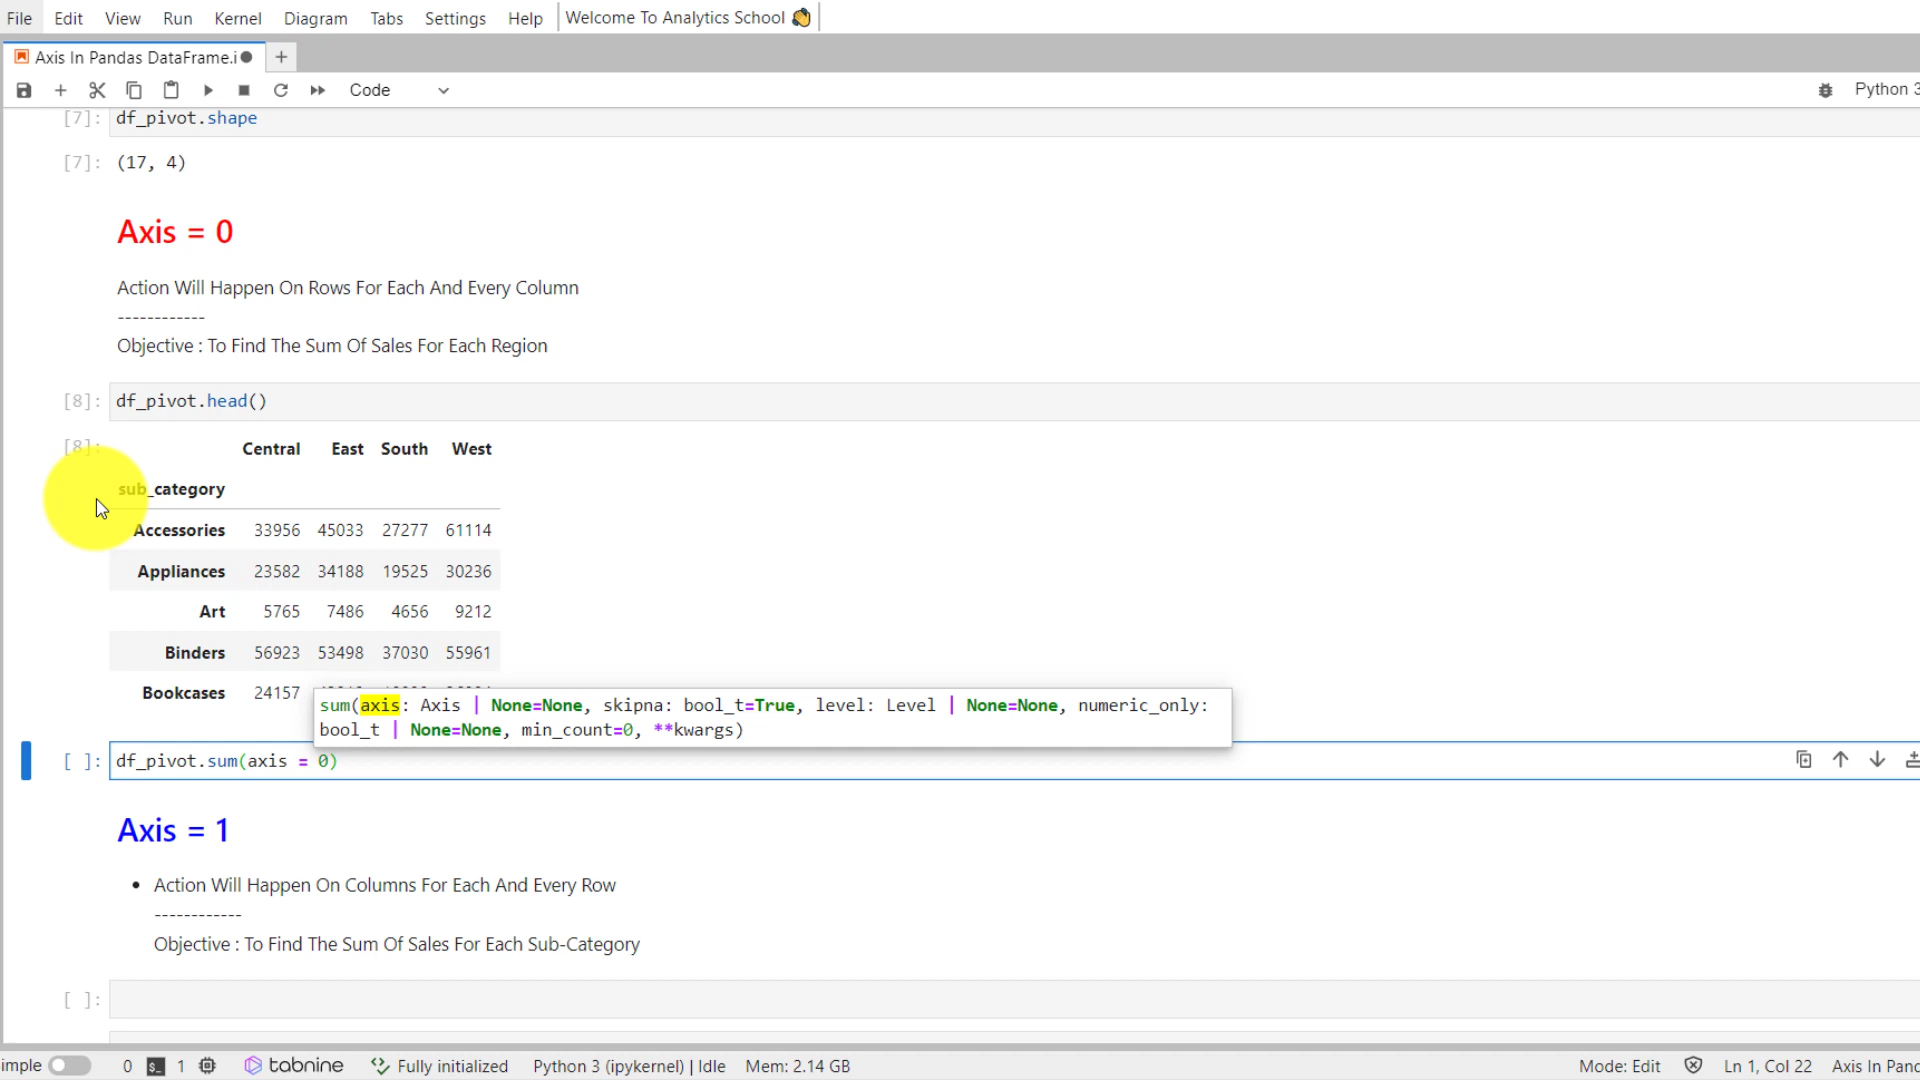 File Edit View Run Kernel Diagram Tabs Settings Help Welcome To Analytics School
Axis In Pandas DataFrame.i
Code
Python 3
[7]: df_pivot.shape
[7]: (17, 4)
Axis = 0
Action Will Happen On Rows For Each And Every Column
------------
Objective : To Find The Sum Of Sales For Each Region
[8]: df_pivot.head()
[8]: Central East South West
sub_category
Accessories 33956 45033 27277 61114
Appliances 23582 34188 19525 30236
Art 5765 7486 4656 9212
Binders 56923 53498 37030 55961
Bookcases 24157
sum(axis: Axis | None=None, skipna: bool_t=True, level: Level | None=None, numeric_only:
bool_t | None=None, min_count=0, **kwargs)
[ ]: df_pivot.sum(axis = 0)
Axis = 1
• Action Will Happen On Columns For Each And Every Row
------------
Objective : To Find The Sum Of Sales For Each Sub-Category
[ ]:
imple 0 $_ 1 tabnine Fully initialized Python 3 (ipykernel) | Idle Mem: 2.14 GB Mode: Edit Ln 1, Col 22 Axis In Pand